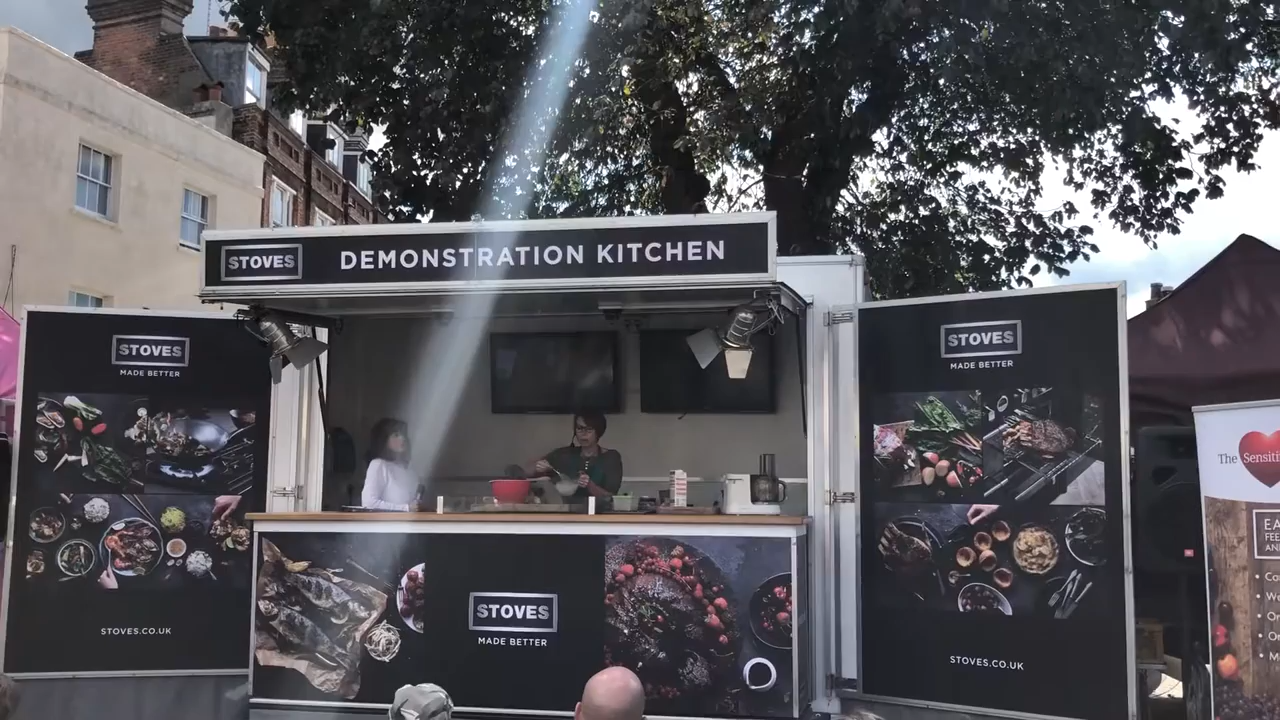 STOVES DEMONSTRATION KITCHEN
STOVES
MADE BETTER
STOVES.CO.UK
STOVES
MADE BETTER
STOVES
MADE BETTER
STOVES.CO.UK
The